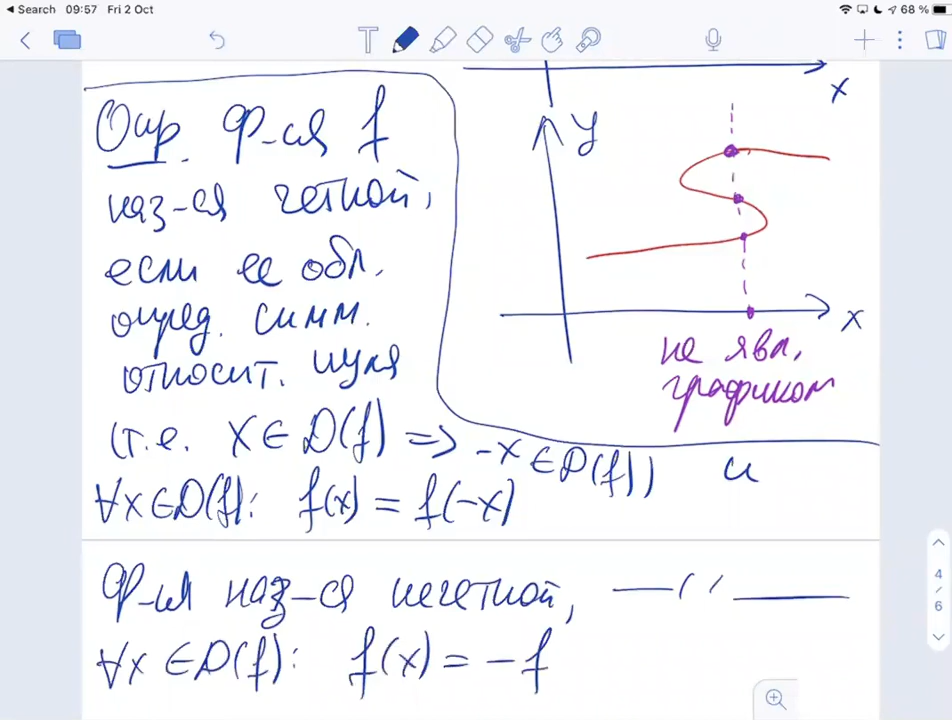 Search 09:57 Fri 2 Oct 68 %
T
x
Опр. Ф-ия f
наз-ся четной,
если ее обл.
опред. симм.
относит. нуля
(т.е. x∈D(f) => -x∈D(f)) и
∀x∈D(f): f(x) = f(-x)
y
x
не явл.
графиком
Ф-ия наз-ся нечетной, —〃—
∀x∈D(f): f(x) = -f
4
/
6